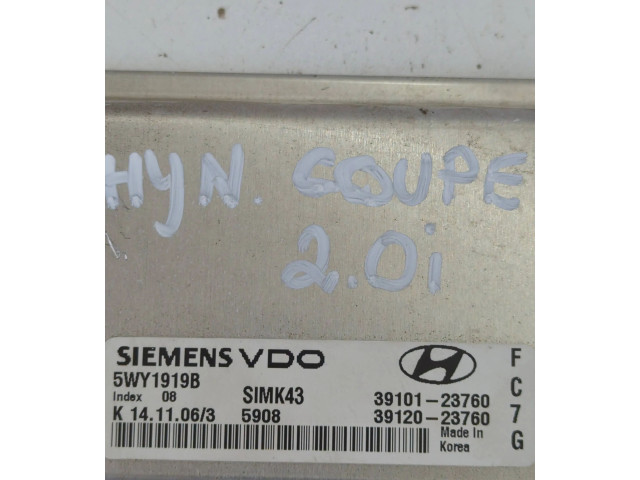 HYN. COUPE
2.0i
SIEMENS VDO
5WY1919B
Index 08 SIMK43 39101-23760
K 14.11.06/3 5908 39120-23760
Made In
Korea
F
C
7
G